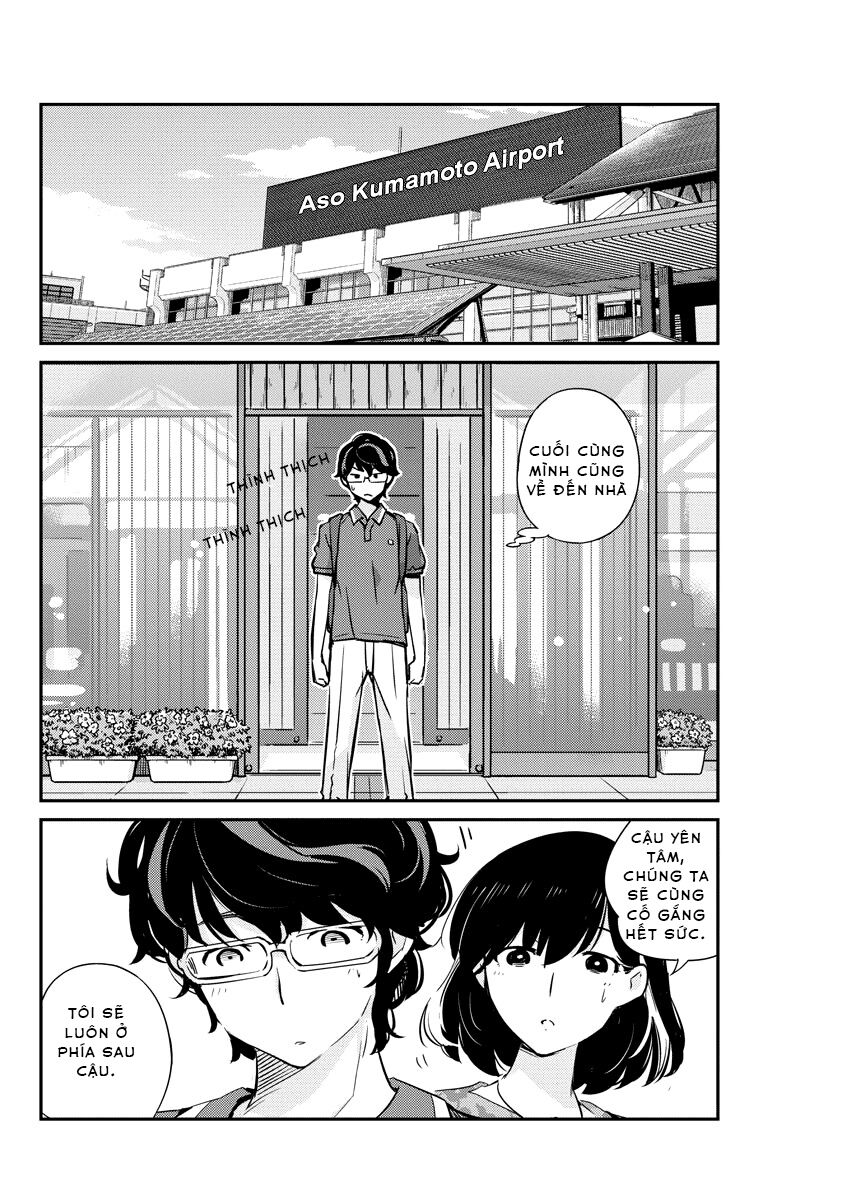 Aso Kumamoto Airport
CUỐI CÙNG
MÌNH CŨNG
VỀ ĐẾN NHÀ
THÌNH THỊCH
THÌNH THỊCH
CẬU YÊN
TÂM,
CHÚNG TA
SẼ CÙNG
CỐ GẮNG
HẾT SỨC.
TÔI SẼ
LUÔN Ở
PHÍA SAU
CẬU.